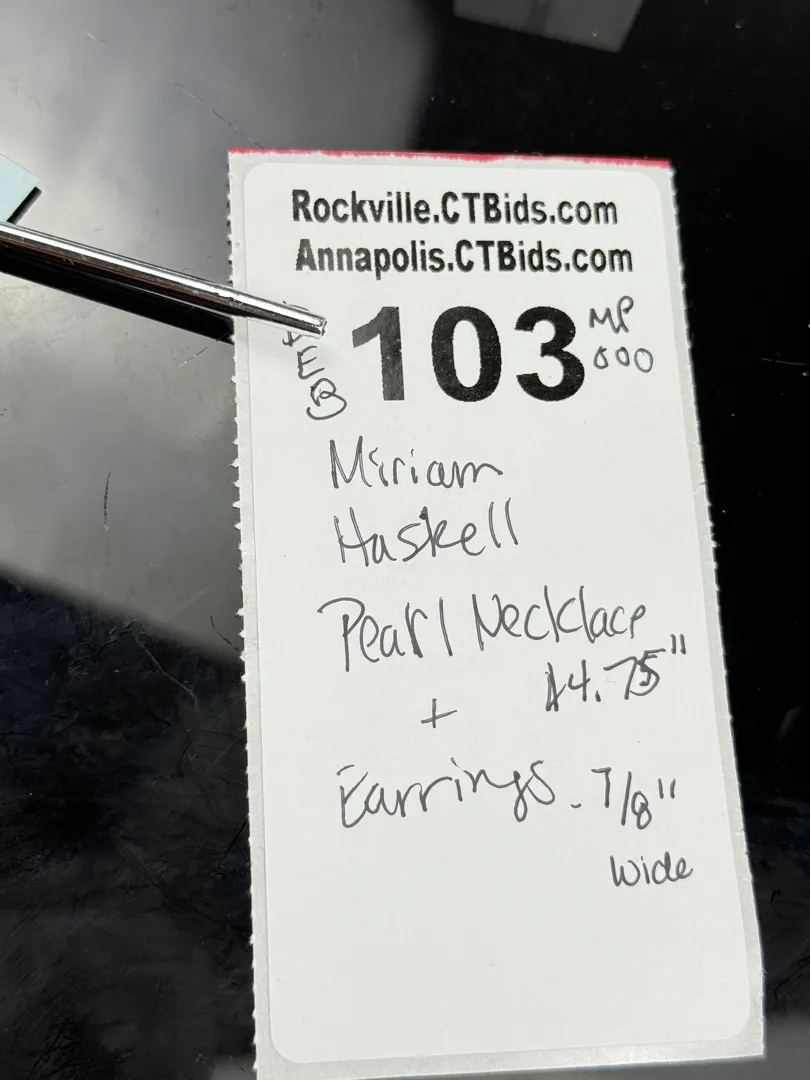 Rockville.CTBids.com
Annapolis.CTBids.com
103
MP
000
Miriam
Haskell
Pearl Necklace
+ 14.75"
Earrings. 7/8"
Wide